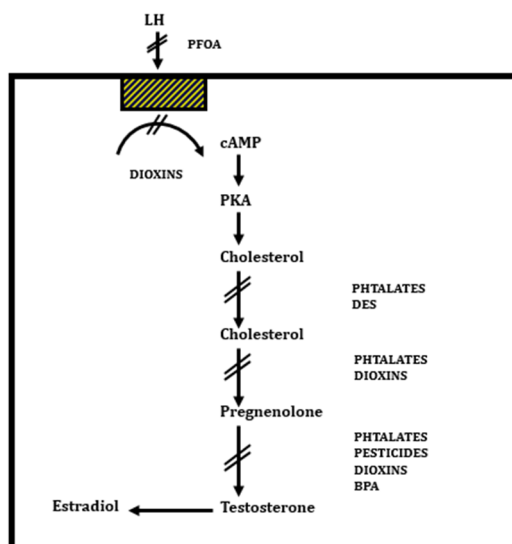 LH
PFOA
cAMP
DIOXINS
PKA
Cholesterol
PHTALATES
DES
Cholesterol
PHTALATES
DIOXINS
Pregnenolone
PHTALATES
PESTICIDES
DIOXINS
BPA
Estradiol
Testosterone